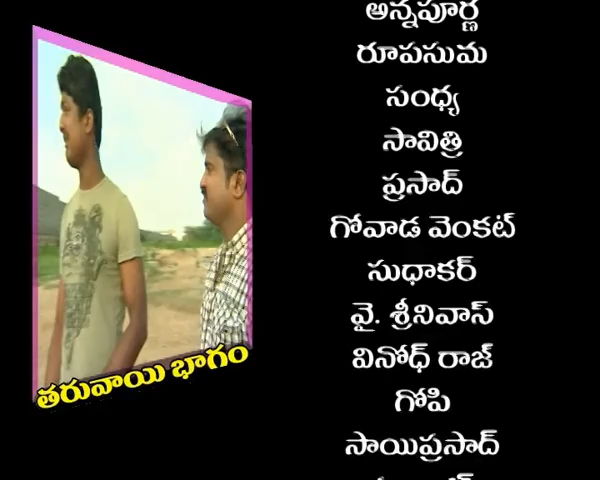 అన్నపూర్ణ
రూపసుమ
సంధ్య
సావిత్రి
ప్రసాద్
గోవాడ వెంకట్
సుధాకర్
వై. శ్రీనివాస్
వినోధ్ రాజ్
గోపి
సాయిప్రసాద్
తరువాయి భాగం